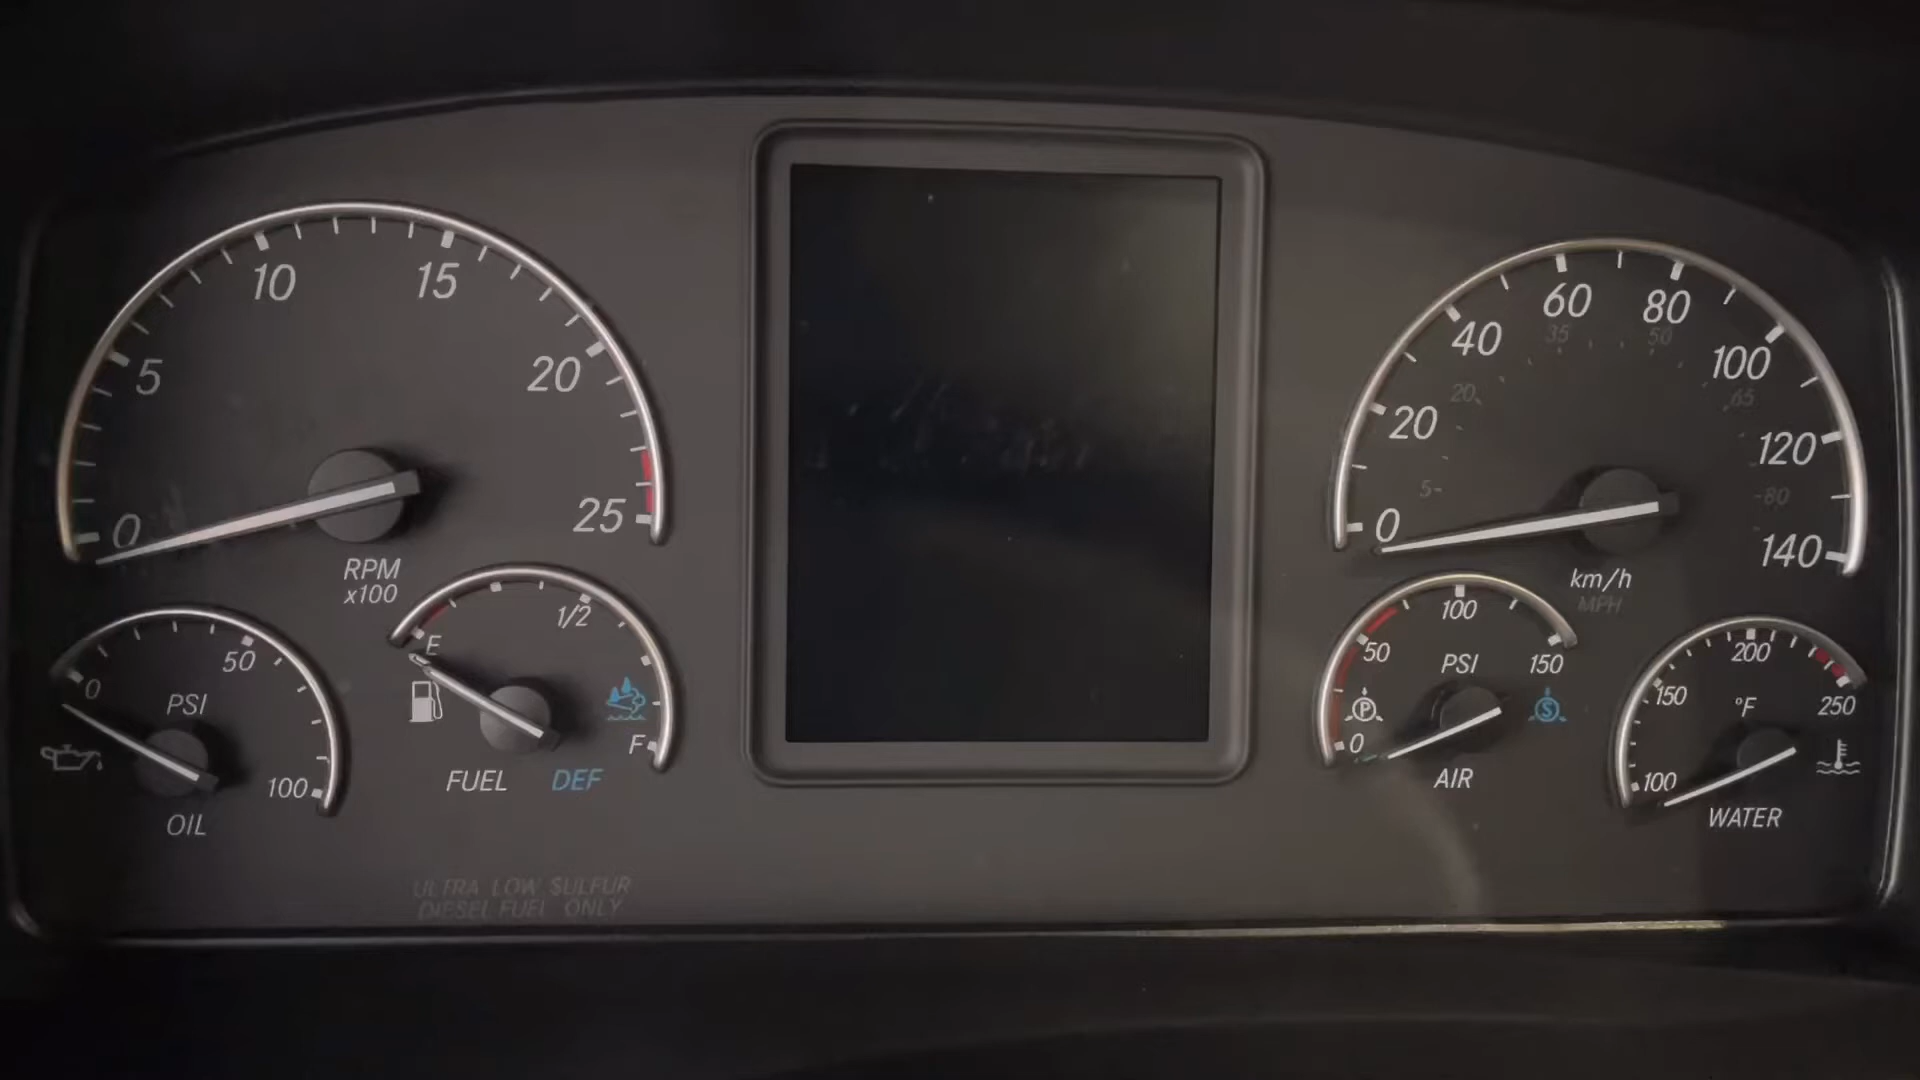 10
15
5
20
0
25
RPM
x100
E
1/2
F
FUEL DEF
0
50
PSI
100
OIL
ULTRA LOW SULFUR
DIESEL FUEL ONLY
60
80
40
100
20
120
0
140
35
50
20
65
5
80
km/h
MPH
100
50
PSI
150
P
S
0
AIR
200
150
°F
250
100
WATER